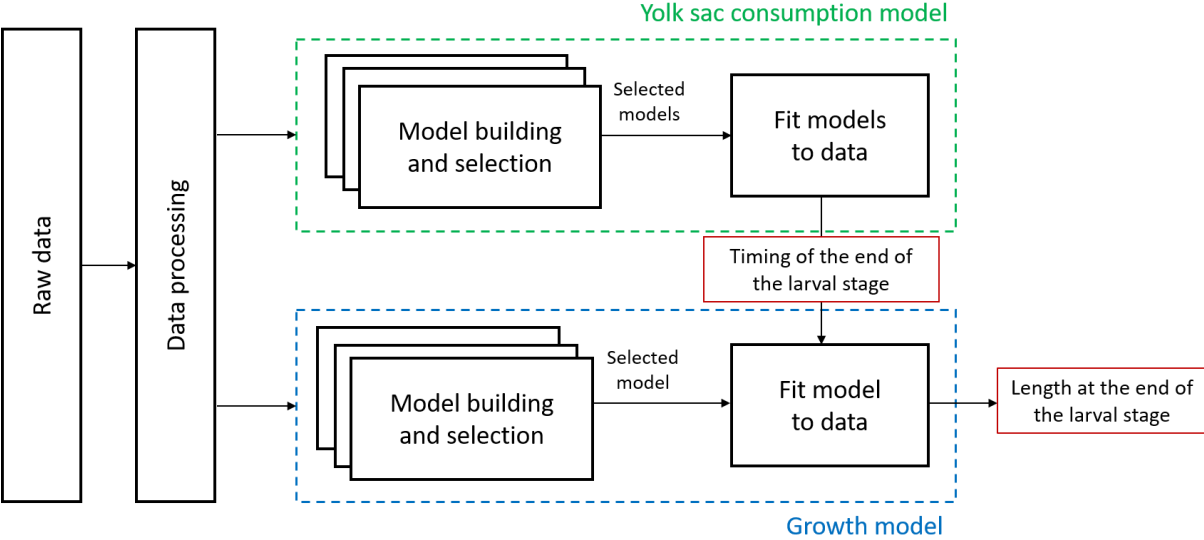 Yolk sac consumption model
Raw data
Data processing
Model building
and selection
Selected
models
Fit models
to data
Timing of the end of
the larval stage
Model building
and selection
Selected
model
Fit model
to data
Length at the end of
the larval stage
Growth model